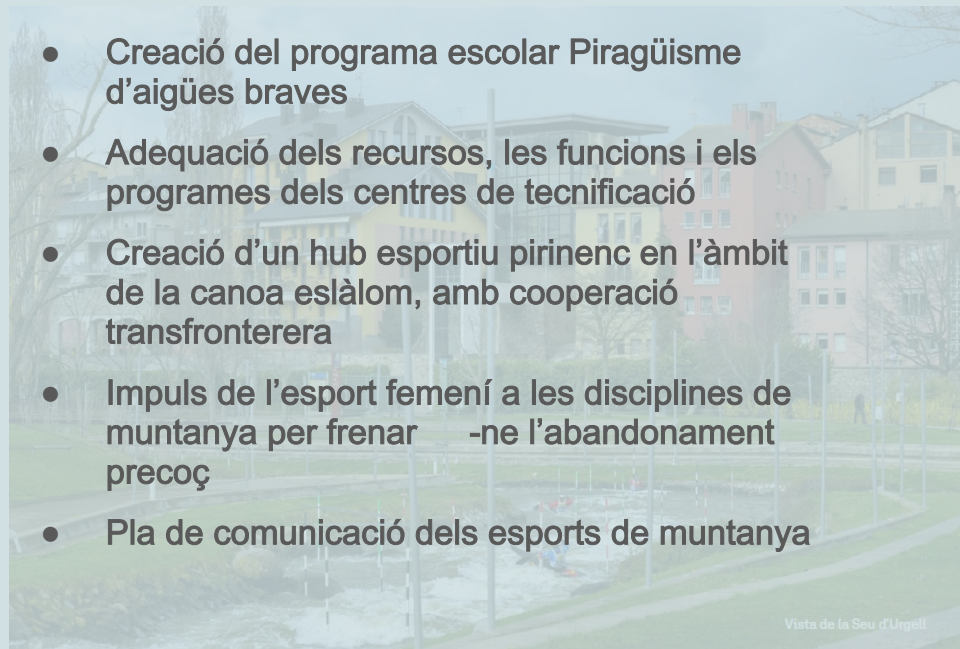 ● Creació del programa escolar Piragüisme
d’aigües braves
● Adequació dels recursos, les funcions i els
programes dels centres de tecnificació
● Creació d’un hub esportiu pirinenc en l’àmbit
de la canoa eslàlom, amb cooperació
transfronterera
● Impuls de l’esport femení a les disciplines de
muntanya per frenar -ne l’abandonament
precoç
● Pla de comunicació dels esports de muntanya
Vista de la Seu d'Urgell